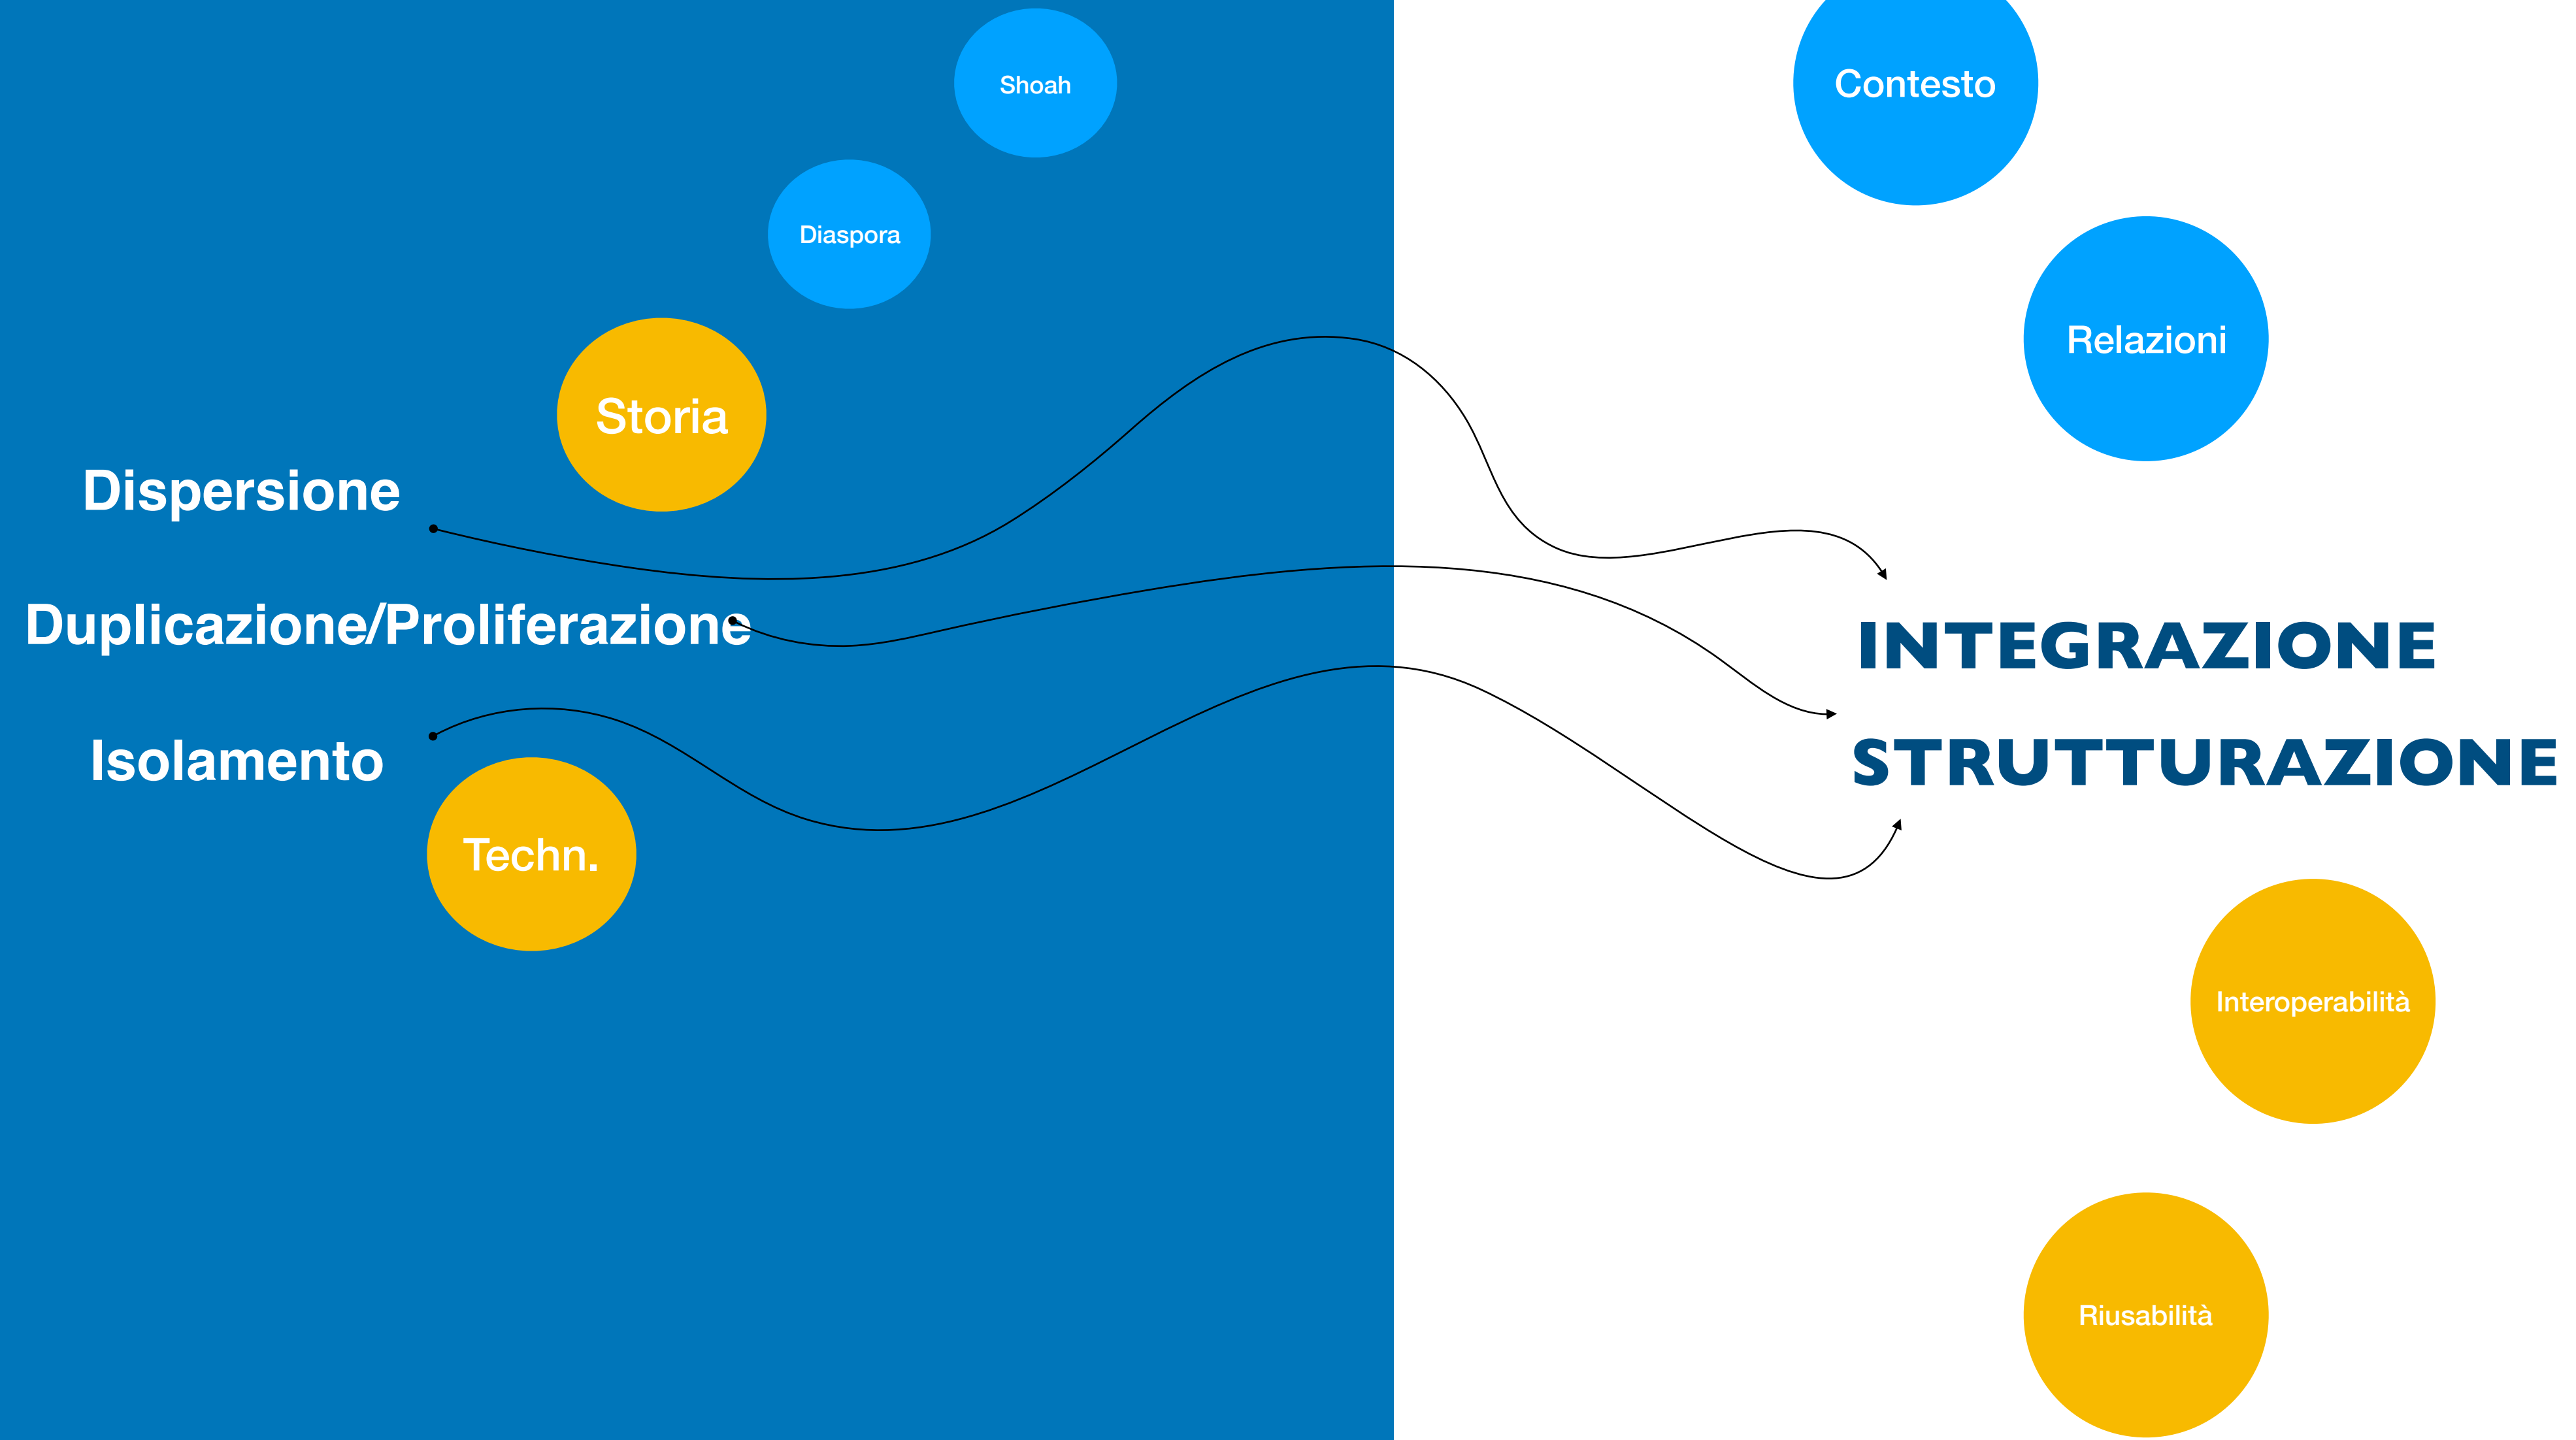 Shoah
Diaspora
Storia
Dispersione
Duplicazione/Proliferazione
Isolamento
Techn.
Contesto
Relazioni
INTEGRAZIONE
STRUTTURAZIONE
Interoperabilità
Riusabilità